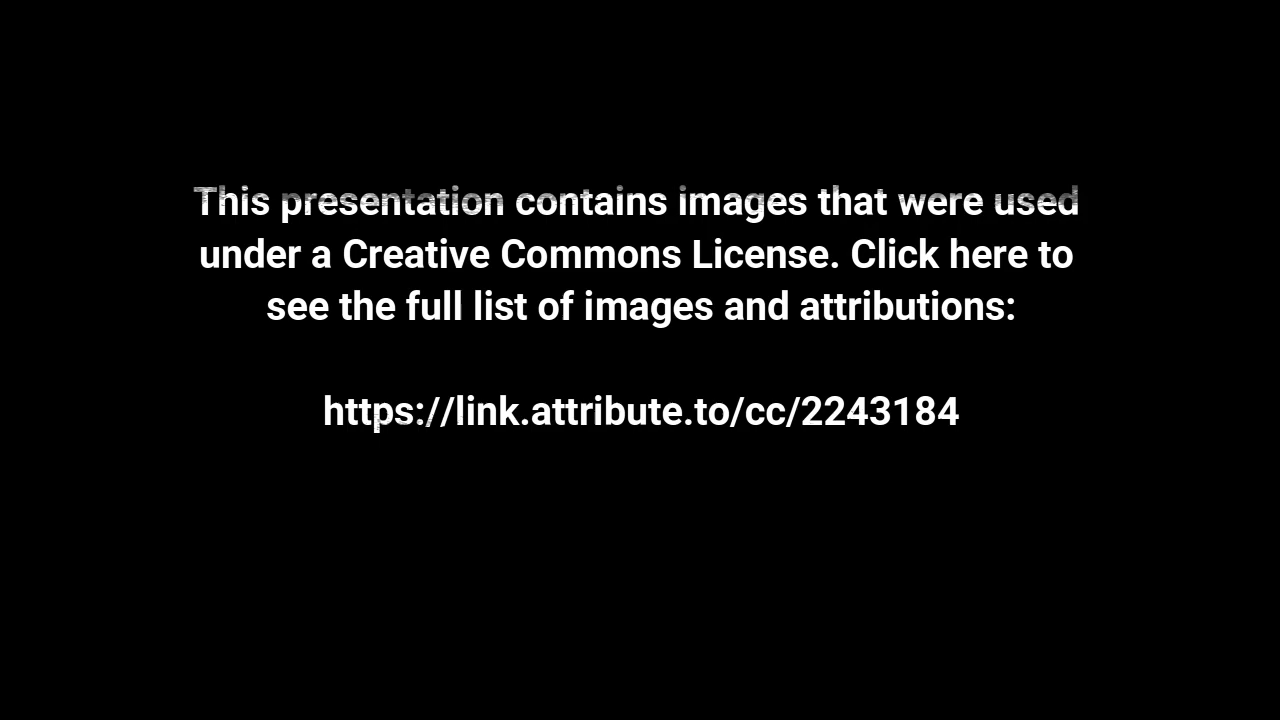 This presentation contains images that were used
under a Creative Commons License. Click here to
see the full list of images and attributions:
https://link.attribute.to/cc/2243184